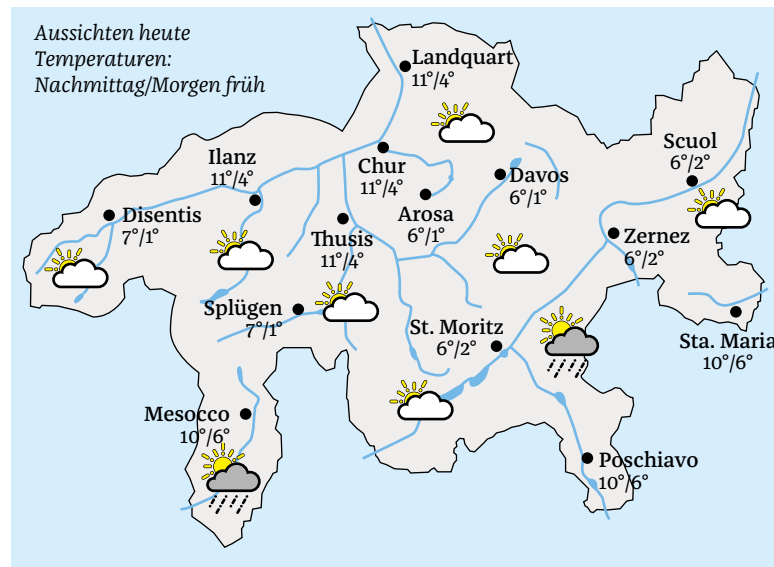 Aussichten heute
Temperaturen:
Nachmittag/Morgen früh
Landquart
11°/4°
Scuol
6°/2°
Ilanz
11°/4°
Chur
11°/4°
Davos
6°/1°
Disentis
7°/1°
Arosa
6°/1°
Thusis
11°/4°
Zernez
6°/2°
Splügen
7°/1°
St. Moritz
6°/2°
Sta. Maria
10°/6°
Mesocco
10°/6°
Poschiavo
10°/6°